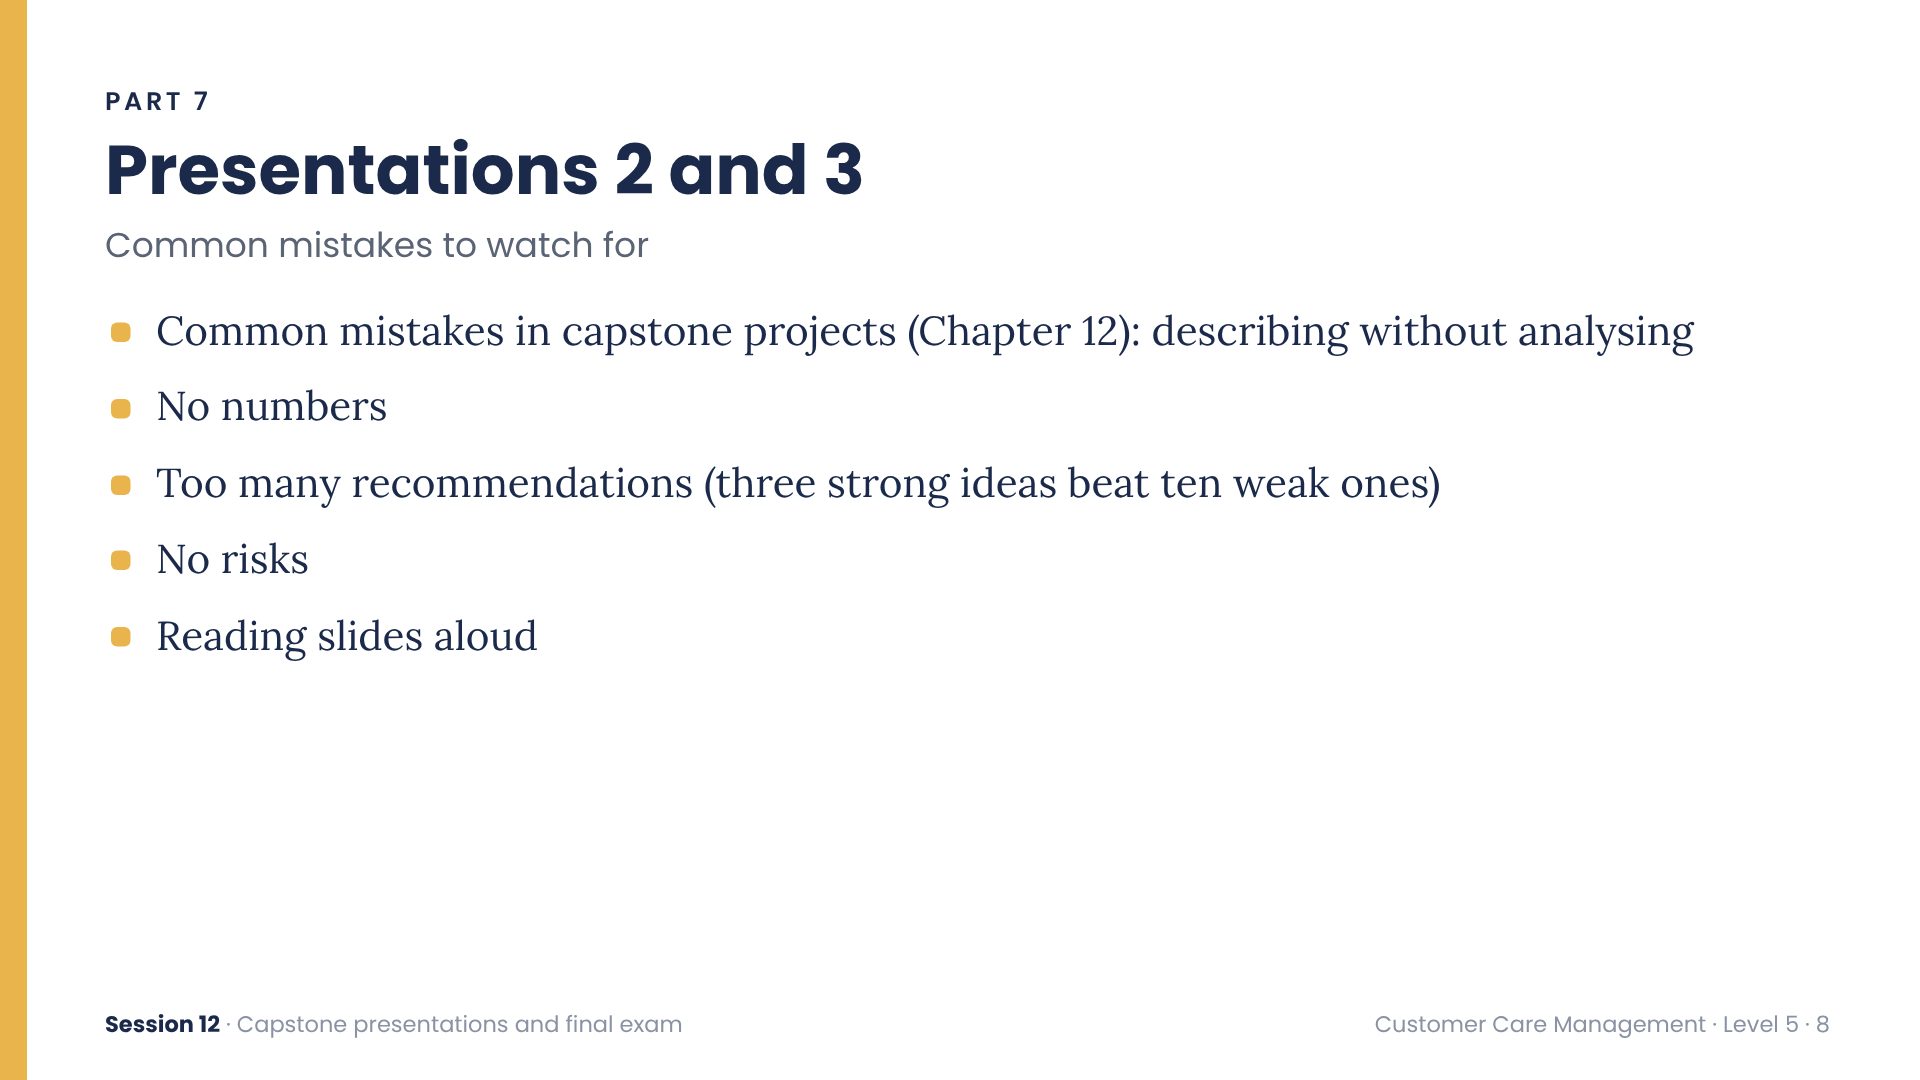 PART 7
Presentations 2 and 3
Common mistakes to watch for
Common mistakes in capstone projects (Chapter 12): describing without analysing
No numbers
Too many recommendations (three strong ideas beat ten weak ones)
No risks
Reading slides aloud
Session 12 · Capstone presentations and final exam
Customer Care Management · Level 5 · 8